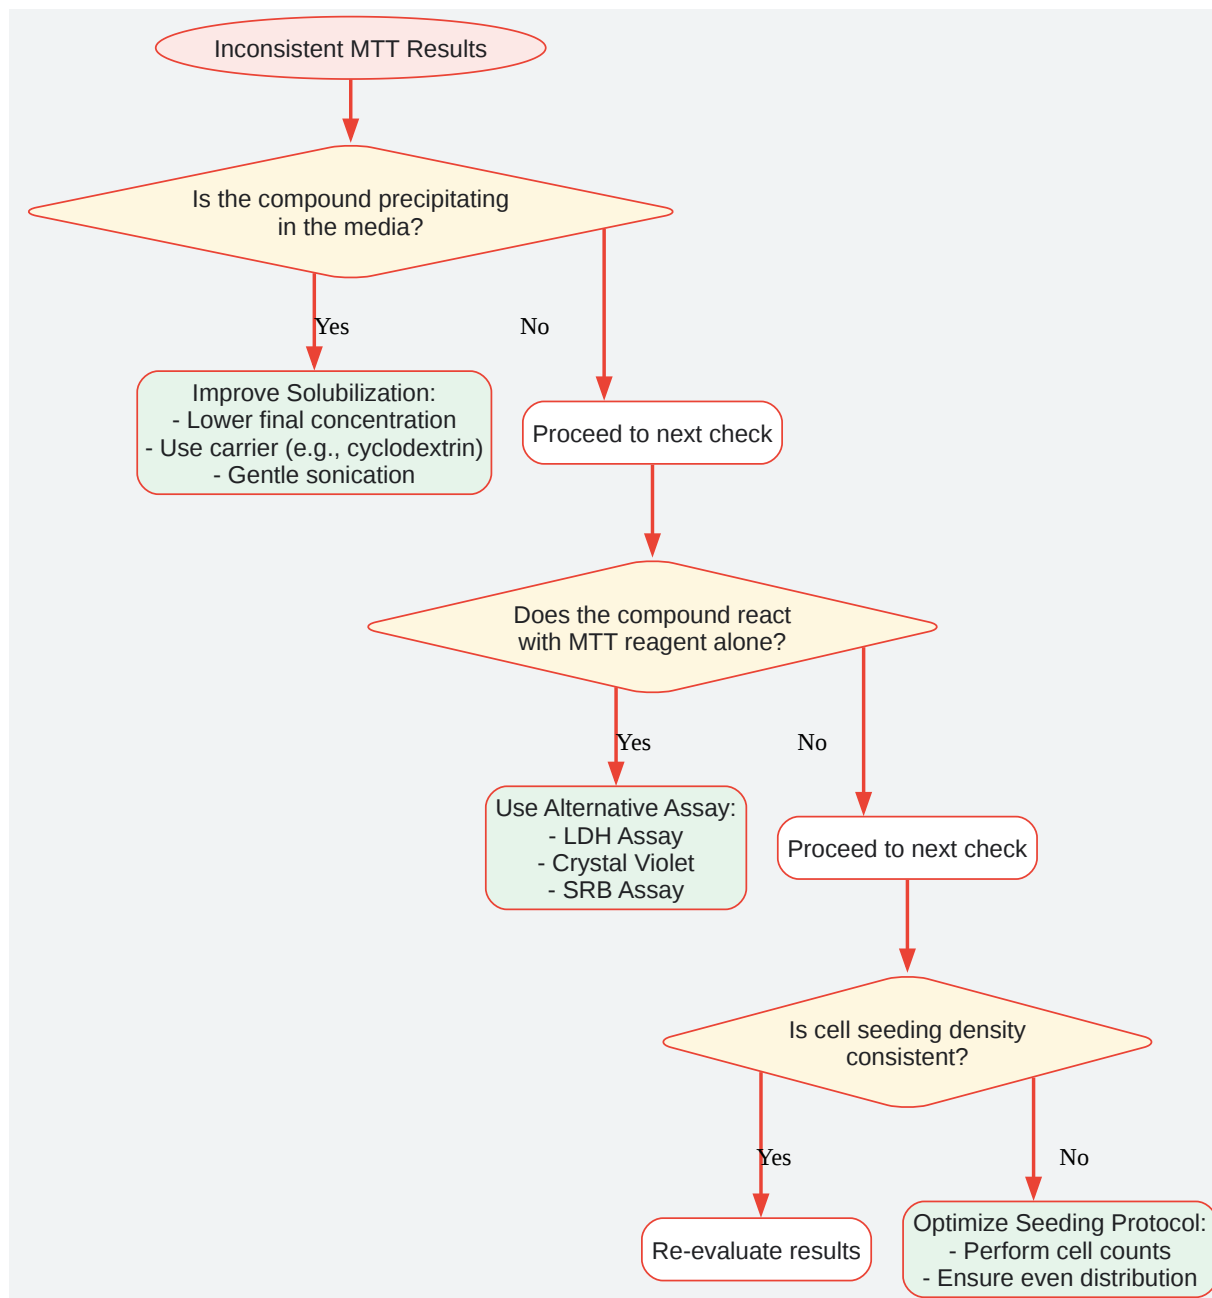 Inconsistent MTT Results
Is the compound precipitating
in the media?
Yes
No
Improve Solubilization:
- Lower final concentration
- Use carrier (e.g., cyclodextrin)
- Gentle sonication
Proceed to next check
Does the compound react
with MTT reagent alone?
Yes
No
Use Alternative Assay:
- LDH Assay
- Crystal Violet
- SRB Assay
Proceed to next check
Is cell seeding density
consistent?
Yes
No
Re-evaluate results
Optimize Seeding Protocol:
- Perform cell counts
- Ensure even distribution